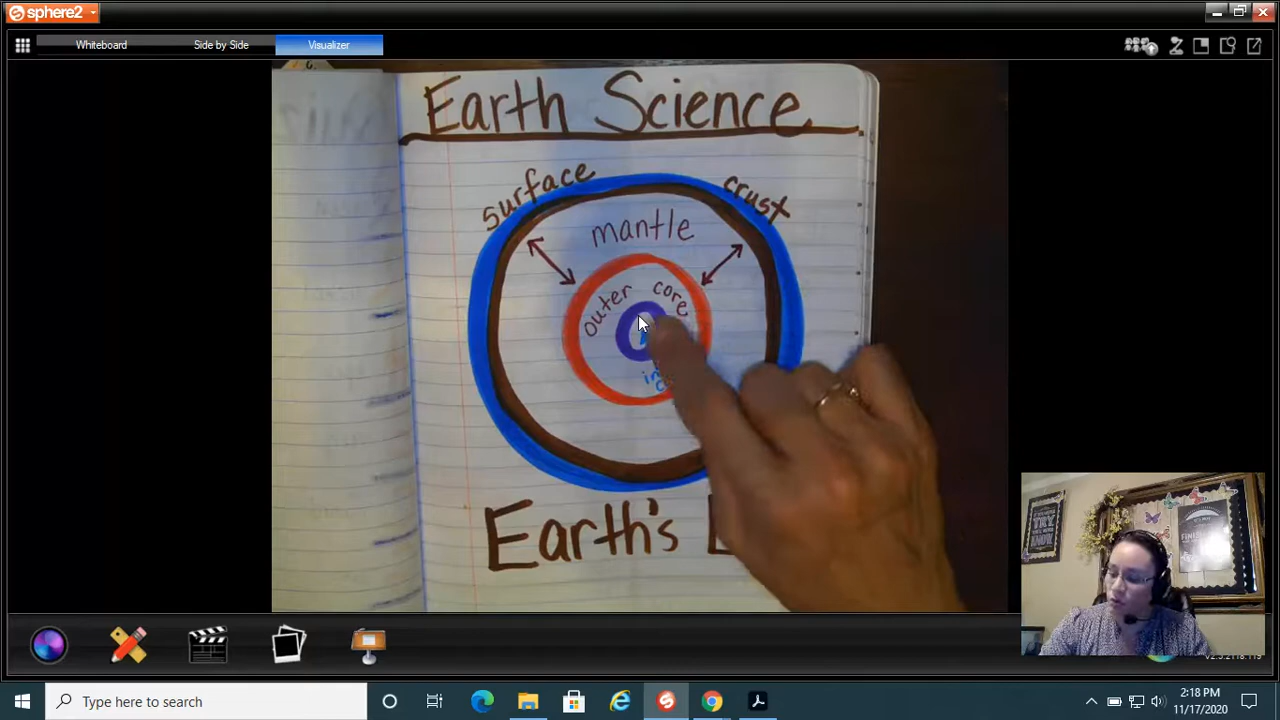 sphere2
Whiteboard
Side by Side
Visualizer
Earth Science
surface
crust
mantle
outer core
Earth's
Type here to search
2:18 PM
11/17/2020